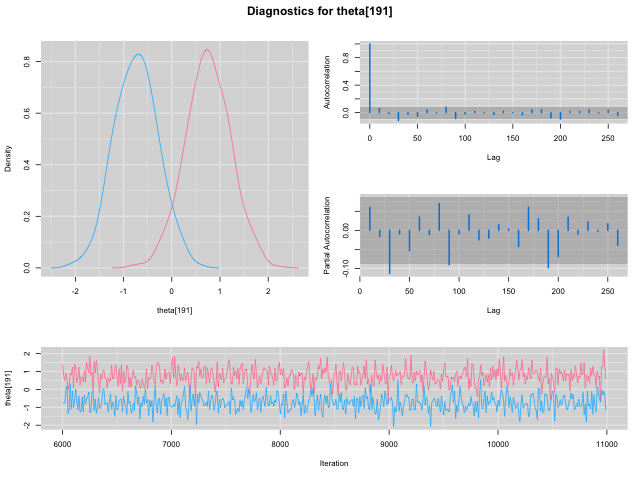 Diagnostics for theta[191]
Density
0.0 0.2 0.4 0.6 0.8
-2 -1 0 1 2
theta[191]
Autocorrelation
0.0 0.4 0.8
0 50 100 150 200 250
Lag
Partial Autocorrelation
-0.10 0.00
0 50 100 150 200 250
Lag
theta[191]
-2 -1 0 1 2
6000 7000 8000 9000 10000 11000
Iteration